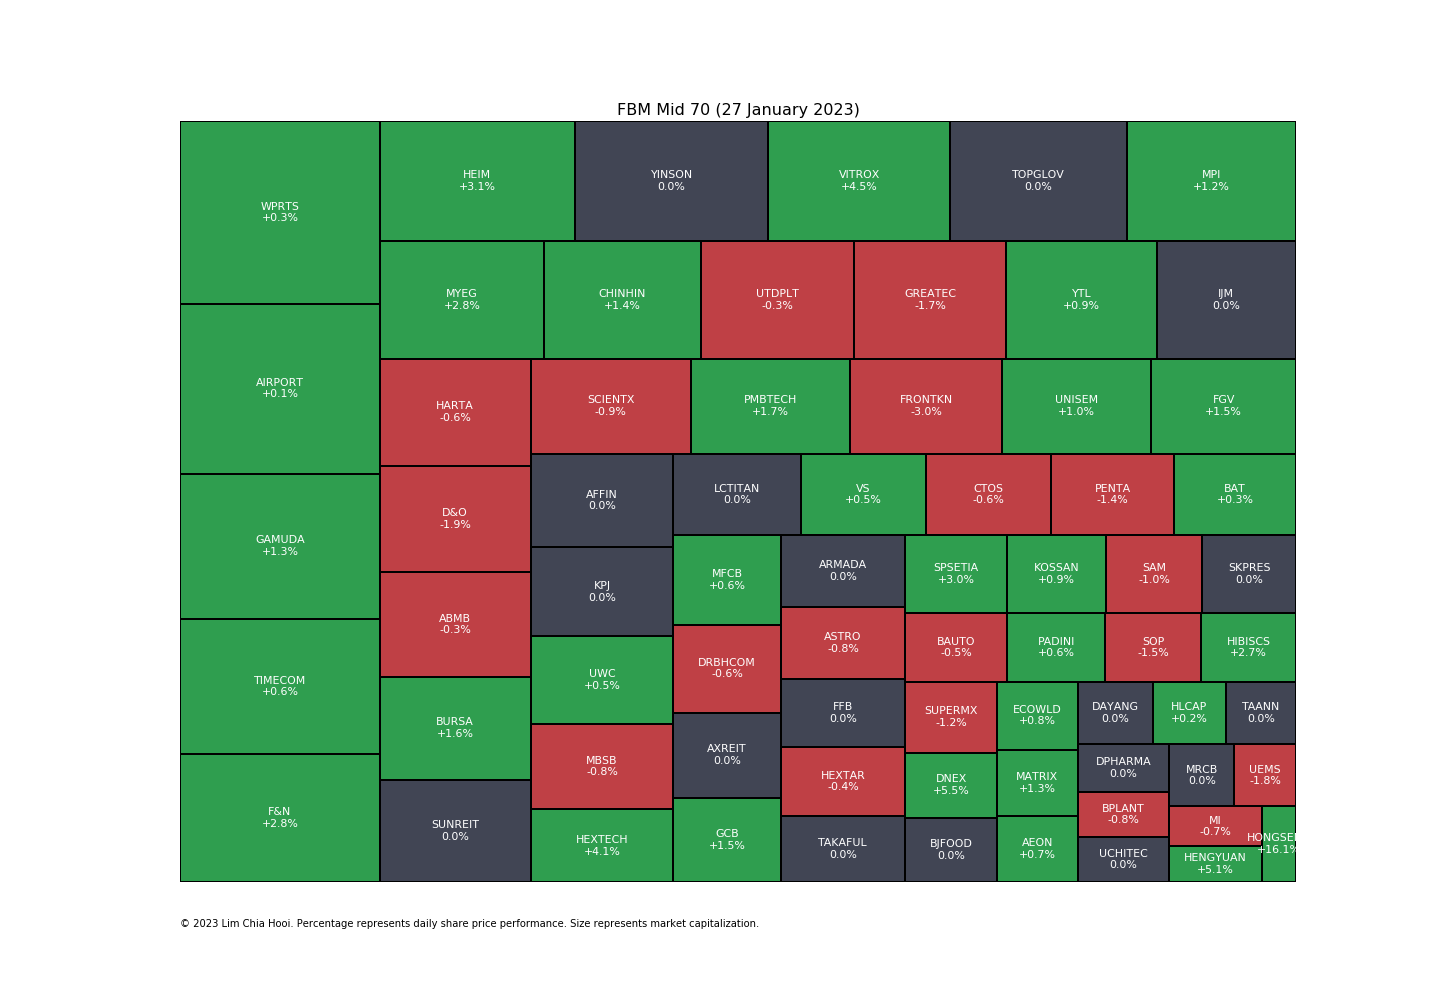 FBM Mid 70 (27 January 2023)
WPRTS
+0.3%
AIRPORT
+0.1%
GAMUDA
+1.3%
TIMECOM
+0.6%
F&N
+2.8%
HEIM
+3.1%
YINSON
0.0%
VITROX
+4.5%
TOPGLOV
0.0%
MPI
+1.2%
MYEG
+2.8%
CHINHIN
+1.4%
UTDPLT
-0.3%
GREATEC
-1.7%
YTL
+0.9%
IJM
0.0%
HARTA
-0.6%
D&O
-1.9%
ABMB
-0.3%
BURSA
+1.6%
SUNREIT
0.0%
SCIENTX
-0.9%
PMBTECH
+1.7%
FRONTKN
-3.0%
UNISEM
+1.0%
FGV
+1.5%
AFFIN
0.0%
KPJ
0.0%
UWC
+0.5%
MBSB
-0.8%
HEXTECH
+4.1%
LCTITAN
0.0%
VS
+0.5%
CTOS
-0.6%
PENTA
-1.4%
BAT
+0.3%
MFCB
+0.6%
DRBHCOM
-0.6%
AXREIT
0.0%
GCB
+1.5%
ARMADA
0.0%
ASTRO
-0.8%
FFB
0.0%
HEXTAR
-0.4%
TAKAFUL
0.0%
SPSETIA
+3.0%
KOSSAN
+0.9%
SAM
-1.0%
SKPRES
0.0%
BAUTO
-0.5%
PADINI
+0.6%
SOP
-1.5%
HIBISCS
+2.7%
SUPERMX
-1.2%
DNEX
+5.5%
BJFOOD
0.0%
ECOWLD
+0.8%
MATRIX
+1.3%
AEON
+0.7%
DAYANG
0.0%
HLCAP
+0.2%
TAANN
0.0%
DPHARMA
0.0%
BPLANT
-0.8%
UCHITEC
0.0%
MRCB
0.0%
UEMS
-1.8%
MI
-0.7%
HENGYUAN
+5.1%
+16.1%
© 2023 Lim Chia Hooi. Percentage represents daily share price performance. Size represents market capitalization.